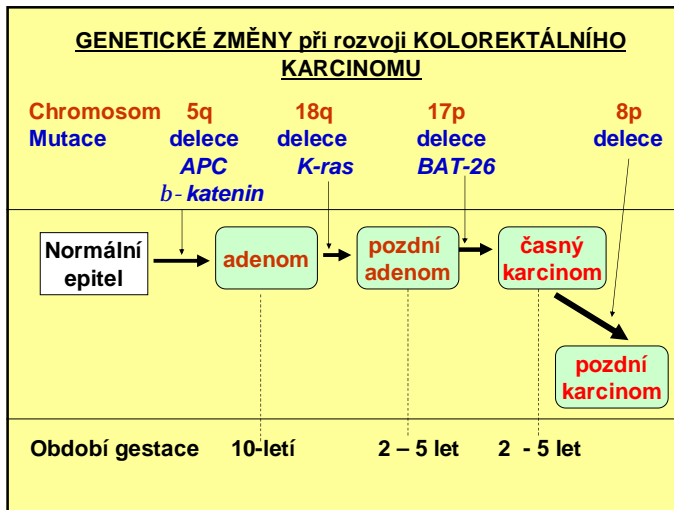 GENETICKÉ ZMĚNY při rozvoji KOLOREKTÁLNÍHO
KARCINOMU
Chromosom 5q 18q 17p 8p
Mutace delece delece delece delece
APC K-ras BAT-26
b- katenin
Normální
epitel
adenom
pozdní
adenom
časný
karcinom
pozdní
karcinom
Období gestace 10-letí 2 – 5 let 2 - 5 let